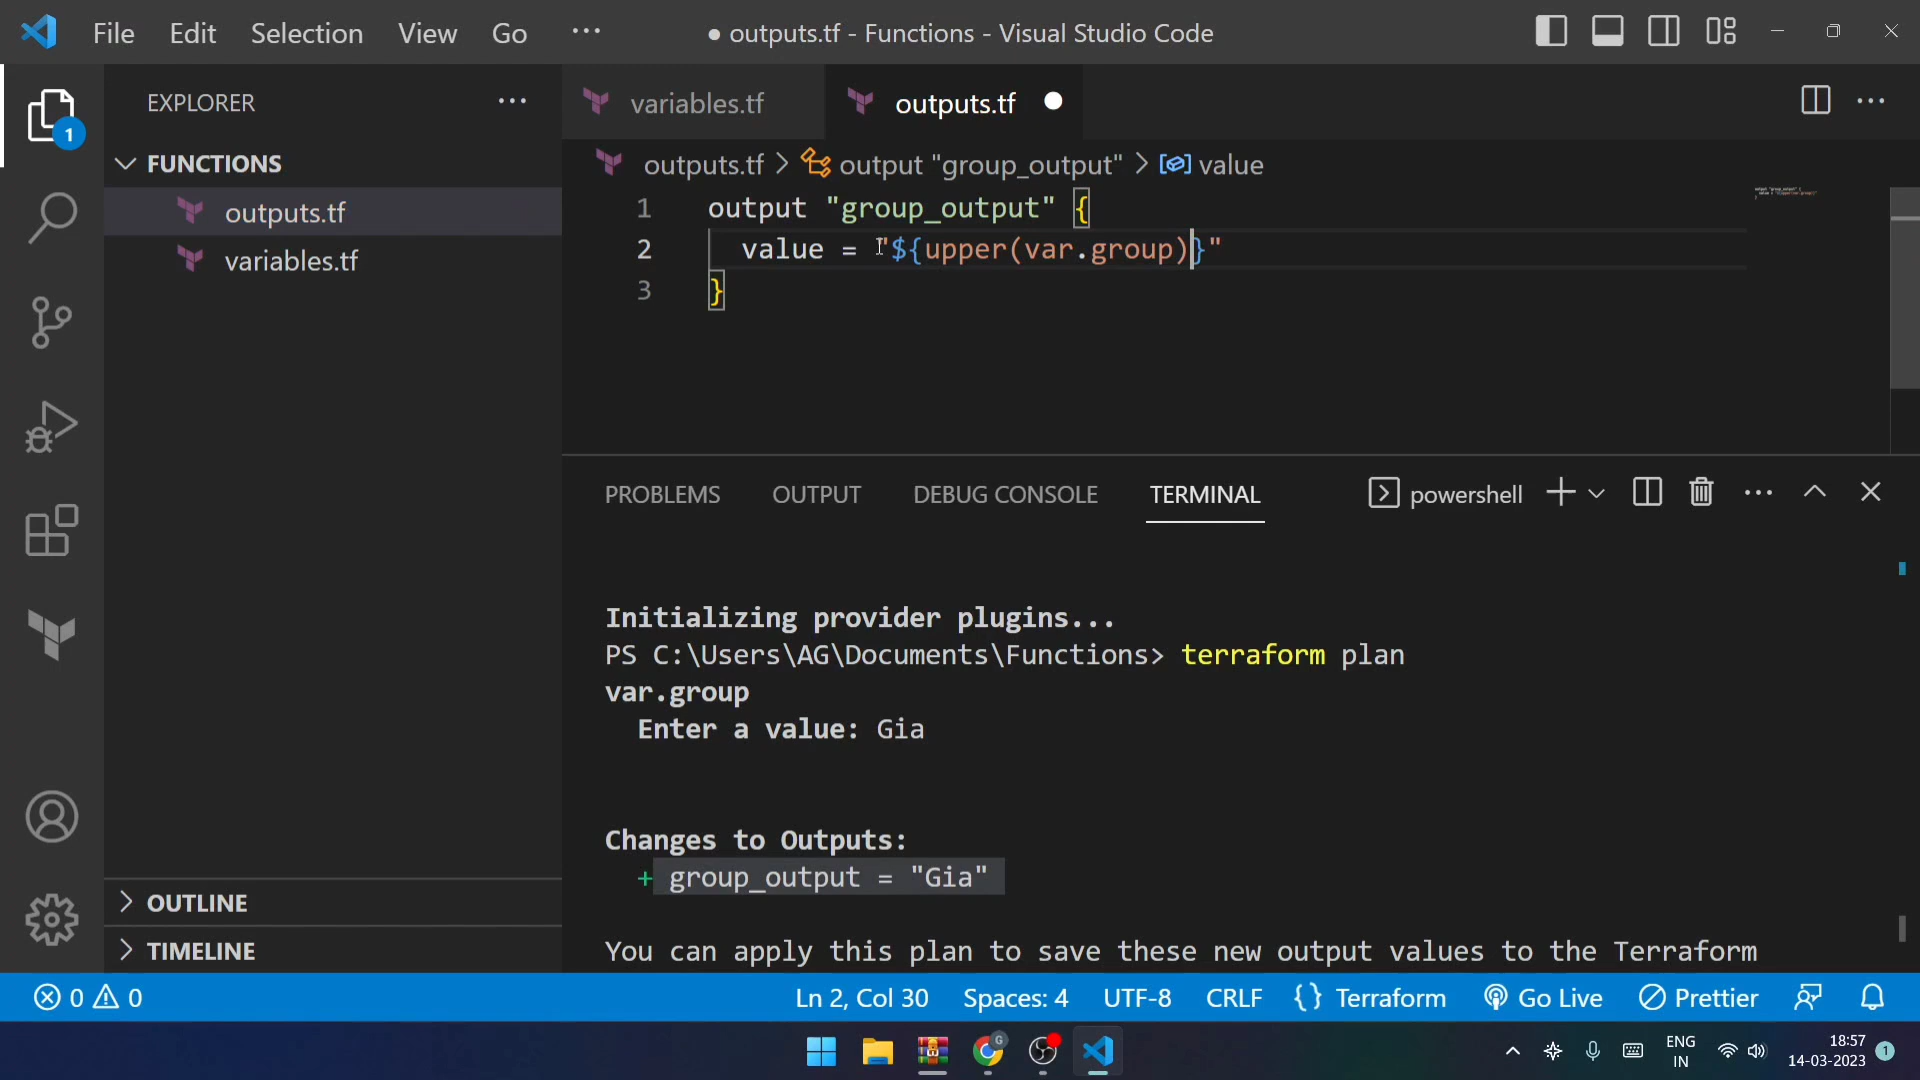 File Edit Selection View Go ··· ● outputs.tf - Functions - Visual Studio Code
EXPLORER ···
1
FUNCTIONS
outputs.tf
variables.tf
OUTLINE
TIMELINE
variables.tf outputs.tf ●
outputs.tf > output "group_output" > value
1 output "group_output" {
2 value = "${upper(var.group)}"
3 }
PROBLEMS OUTPUT DEBUG CONSOLE TERMINAL powershell
Initializing provider plugins...
PS C:\Users\AG\Documents\Functions> terraform plan
var.group
Enter a value: Gia
Changes to Outputs:
+ group_output = "Gia"
You can apply this plan to save these new output values to the Terraform
0 0 Ln 2, Col 30 Spaces: 4 UTF-8 CRLF {} Terraform Go Live Prettier
G
ENG
IN
18:57
14-03-2023
1